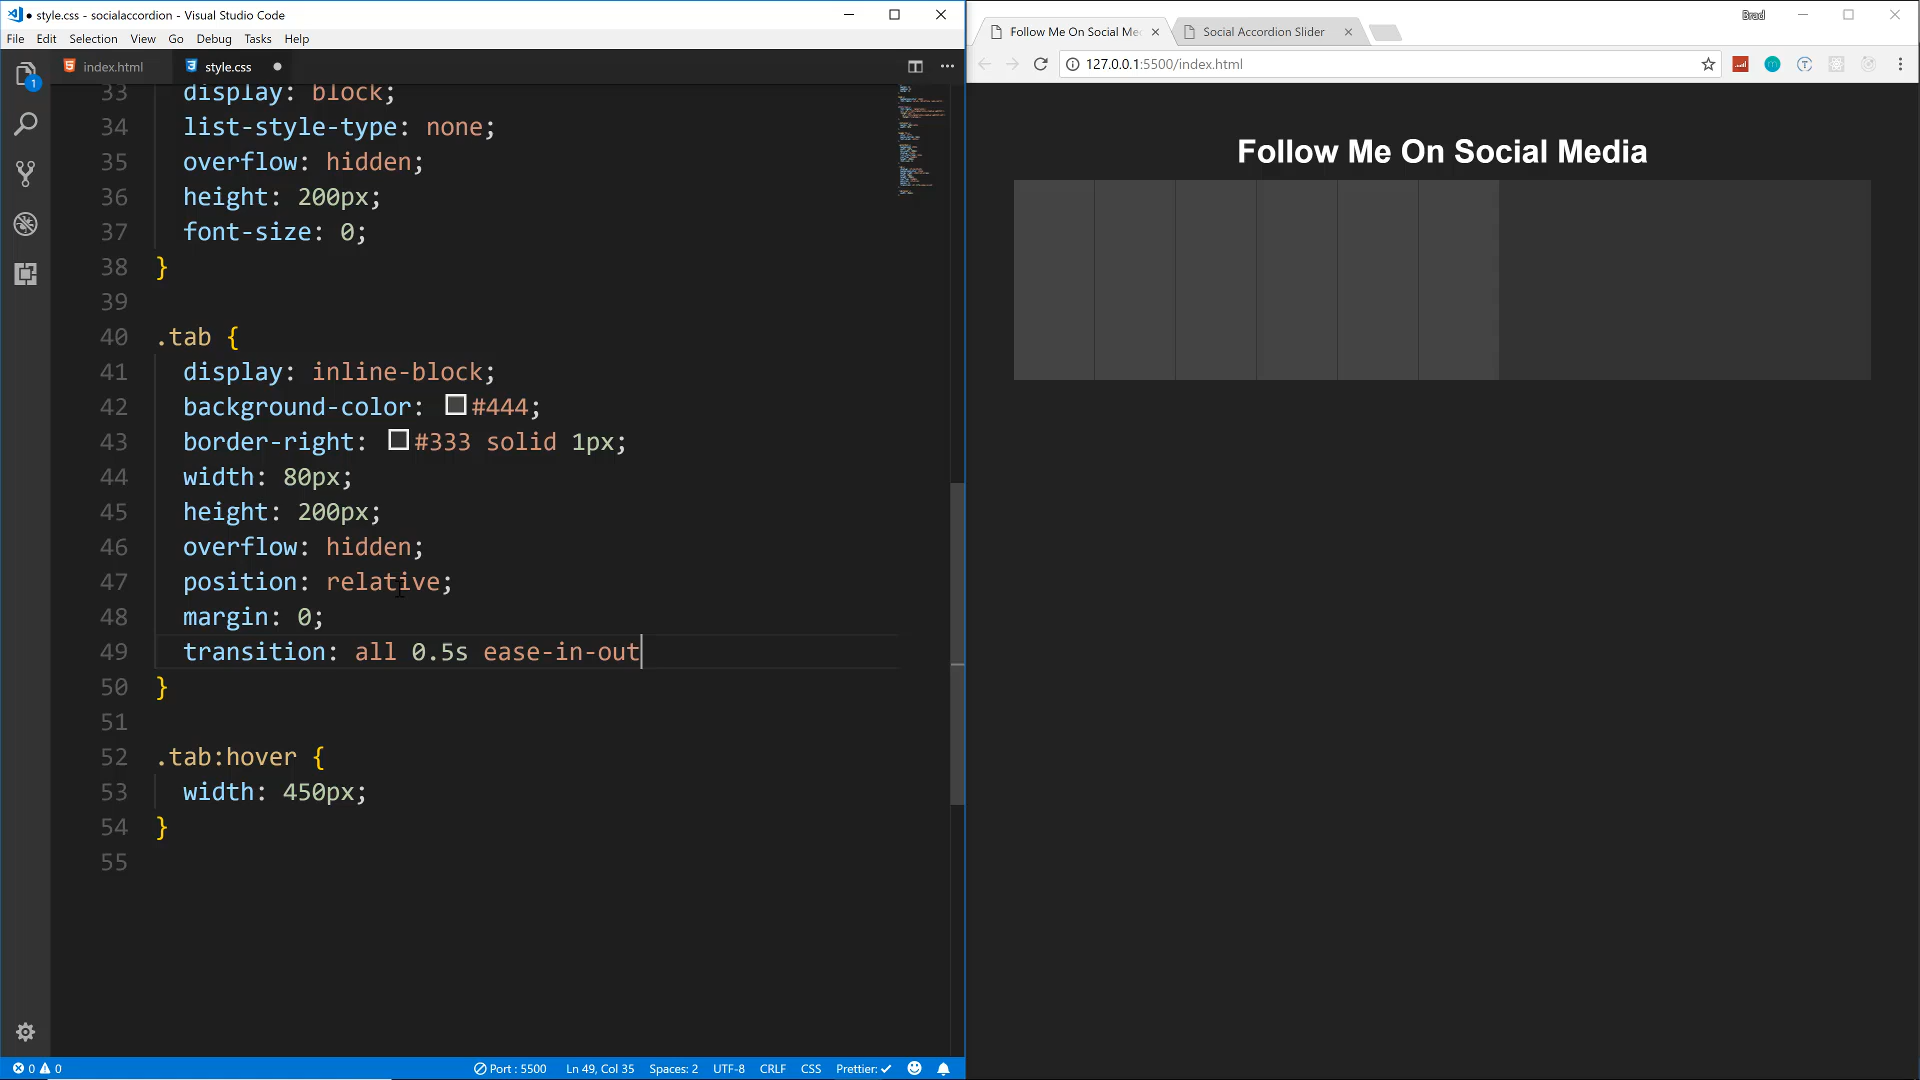 style.css - socialaccordion - Visual Studio Code
File Edit Selection View Go Debug Tasks Help
index.html style.css
1
33 display: block;
34 list-style-type: none;
35 overflow: hidden;
36 height: 200px;
37 font-size: 0;
38 }
39
40 .tab {
41 display: inline-block;
42 background-color: #444;
43 border-right: #333 solid 1px;
44 width: 80px;
45 height: 200px;
46 overflow: hidden;
47 position: relative;
48 margin: 0;
49 transition: all 0.5s ease-in-out
50 }
51
52 .tab:hover {
53 width: 450px;
54 }
55
0 0 Port : 5500 Ln 49, Col 35 Spaces: 2 UTF-8 CRLF CSS Prettier:
Brad
Follow Me On Social Me Social Accordion Slider
127.0.0.1:5500/index.html
Follow Me On Social Media